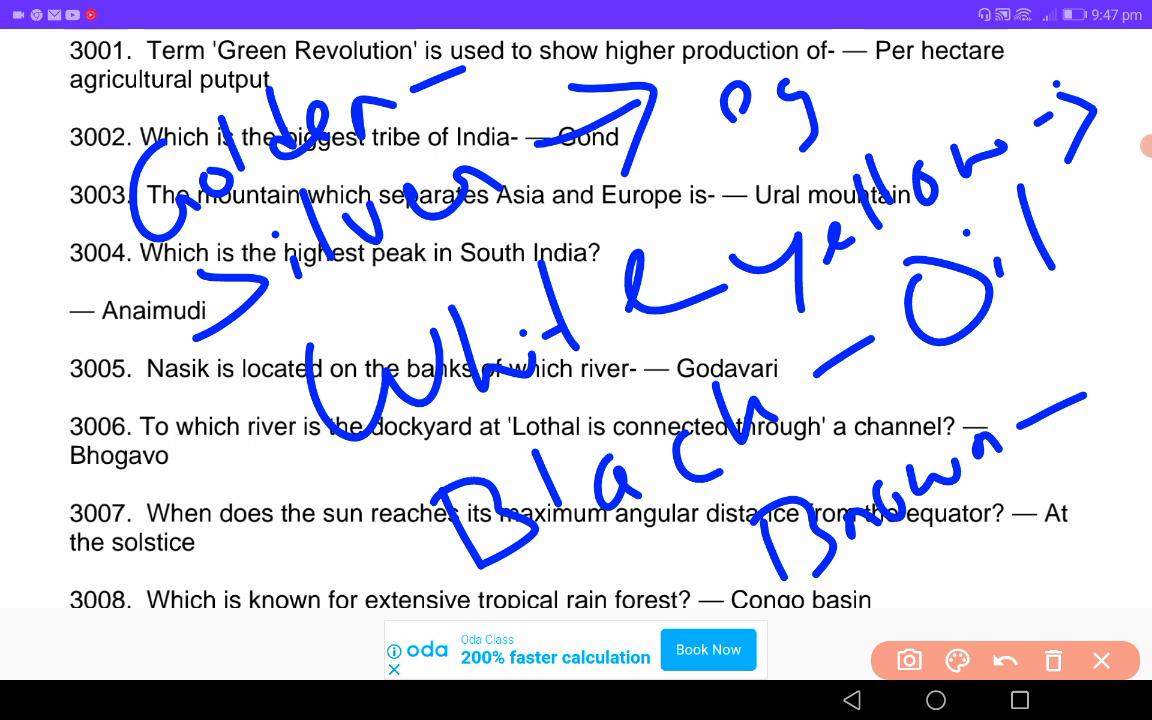 9:47 pm
3001. Term 'Green Revolution' is used to show higher production of- — Per hectare
agricultural putput
3002. Which is the biggest tribe of India- — Gond
3003. The mountain which separates Asia and Europe is- — Ural mountain
3004. Which is the highest peak in South India?
— Anaimudi
3005. Nasik is located on the banks of which river- — Godavari
3006. To which river is the dockyard at 'Lothal is connected through' a channel? —
Bhogavo
3007. When does the sun reaches its maximum angular distance from the equator? — At
the solstice
3008. Which is known for extensive tropical rain forest? — Congo basin
Golden –
Silver
White
Yellow → Oil
Black –
Brown –
oda
Oda Class
200% faster calculation
Book Now